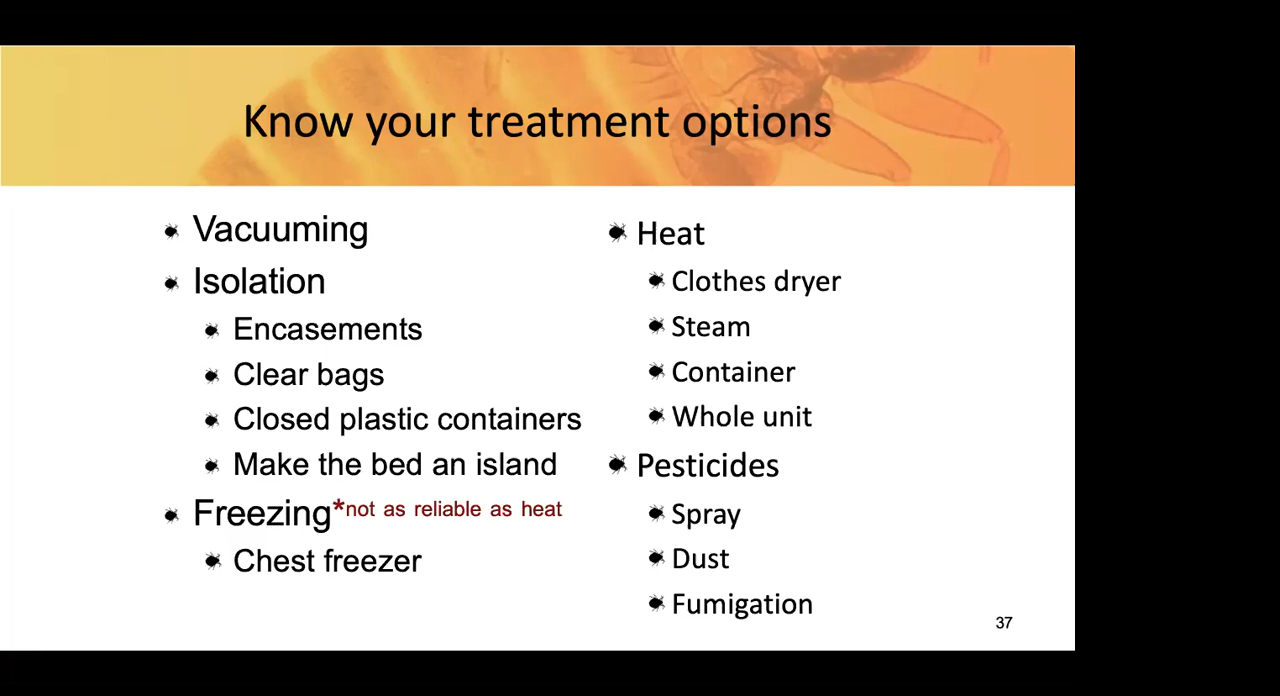 Know your treatment options
Vacuuming
Isolation
Encasements
Clear bags
Closed plastic containers
Make the bed an island
Freezing*not as reliable as heat
Chest freezer
Heat
Clothes dryer
Steam
Container
Whole unit
Pesticides
Spray
Dust
Fumigation
37